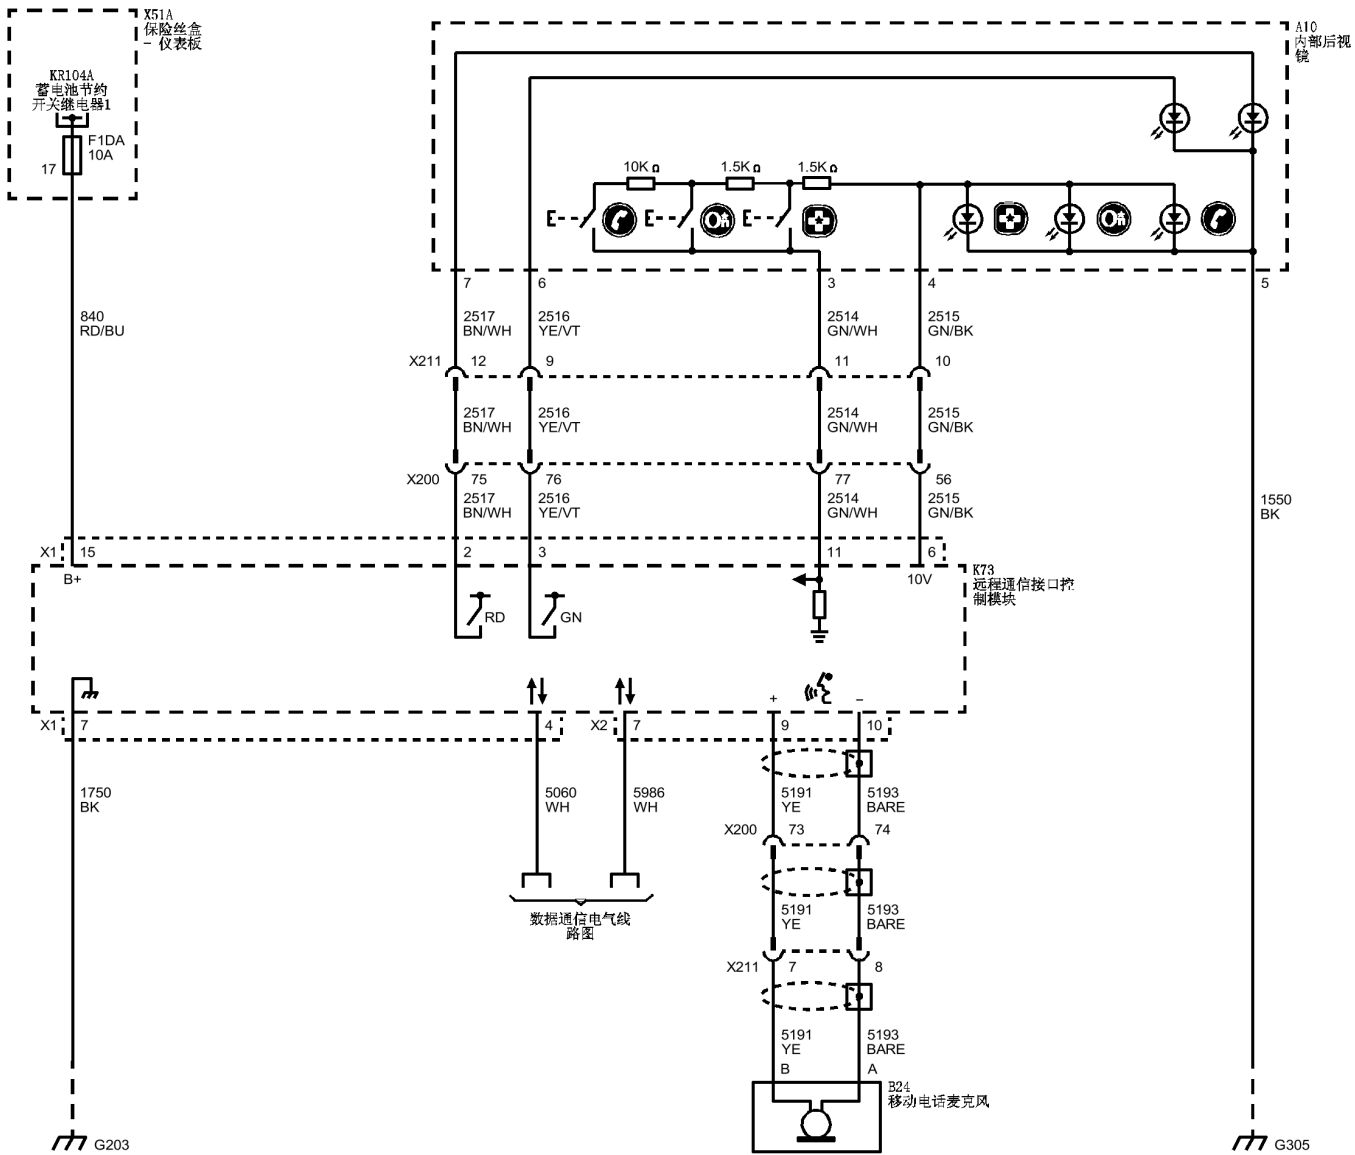 X51A
保险丝盒
- 仪表板
KR104A
蓄电池节约
开关继电器1
F1DA
10A
17
A10
内部后视
镜
10KΩ
1.5KΩ
1.5KΩ
7
6
3
4
5
840
RD/BU
2517
BN/WH
2516
YE/VT
2514
GN/WH
2515
GN/BK
X211
12
9
11
10
2517
BN/WH
2516
YE/VT
2514
GN/WH
2515
GN/BK
X200
75
76
77
56
2517
BN/WH
2516
YE/VT
2514
GN/WH
2515
GN/BK
1550
BK
X1
15
2
3
11
6
B+
10V
K73
远程通信接口控
制模块
RD
GN
+
−
X1
7
4
X2
7
9
10
1750
BK
5060
WH
5986
WH
5191
YE
5193
BARE
X200
73
74
数据通信电气线
路图
5191
YE
5193
BARE
X211
7
8
5191
YE
5193
BARE
B
A
B24
移动电话麦克风
G203
G305